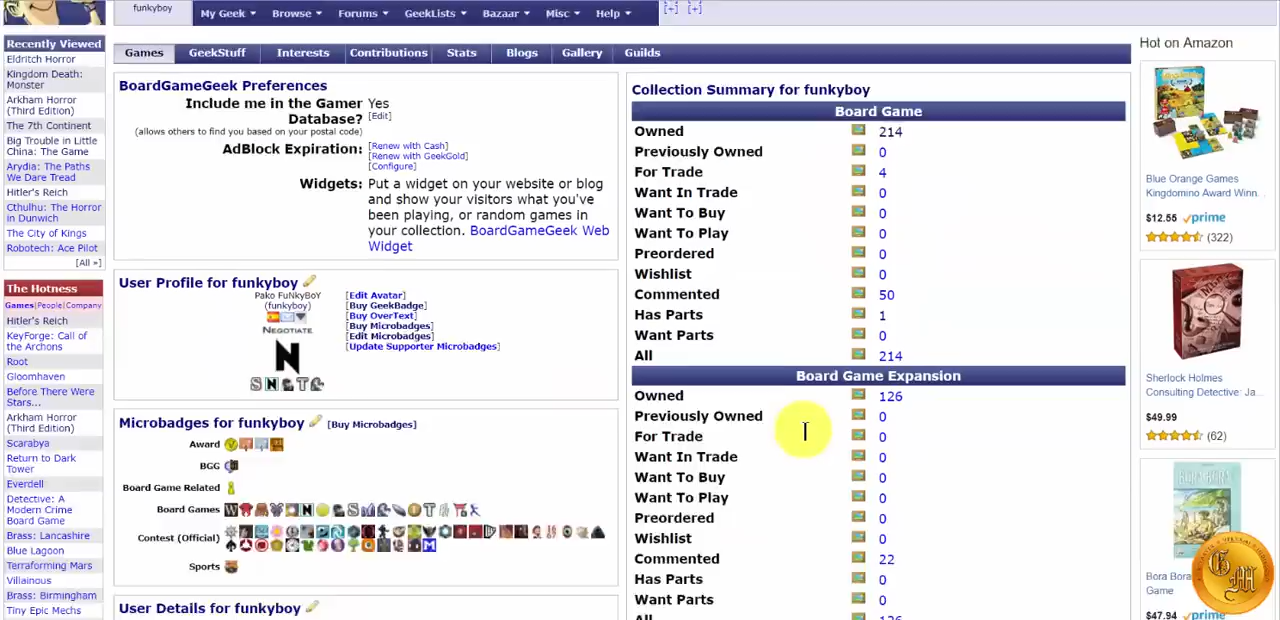 funkyboy
My Geek Browse Forums GeekLists Bazaar Misc Help
[+] [+]
Recently Viewed
Eldritch Horror
Kingdom Death:
Monster
Arkham Horror
(Third Edition)
The 7th Continent
Big Trouble in Little
China: The Game
Arydia: The Paths
We Dare Tread
Hitler's Reich
Cthulhu: The Horror
in Dunwich
The City of Kings
Robotech: Ace Pilot
[All »]
The Hotness
Games|People|Company
Hitler's Reich
KeyForge: Call of
the Archons
Root
Gloomhaven
Before There Were
Stars...
Arkham Horror
(Third Edition)
Scarabya
Return to Dark
Tower
Everdell
Detective: A
Modern Crime
Board Game
Brass: Lancashire
Blue Lagoon
Terraforming Mars
Villainous
Brass: Birmingham
Tiny Epic Mechs
Games GeekStuff Interests Contributions Stats Blogs Gallery Guilds
BoardGameGeek Preferences
Include me in the Gamer Yes
Database? [Edit]
(allows others to find you based on your postal code)
AdBlock Expiration: [Renew with Cash]
[Renew with GeekGold]
[Configure]
Widgets: Put a widget on your website or blog
and show your visitors what you've
been playing, or random games in
your collection. BoardGameGeek Web
Widget
User Profile for funkyboy
Pako FuNkyBoY
(funkyboy)
NEGOTIATE
N
[Edit Avatar]
[Buy GeekBadge]
[Buy OverText]
[Buy Microbadges]
[Edit Microbadges]
[Update Supporter Microbadges]
Microbadges for funkyboy [Buy Microbadges]
Award
BGG
Board Game Related
Board Games
Contest (Official)
Sports
User Details for funkyboy
Collection Summary for funkyboy
Board Game
Owned 214
Previously Owned 0
For Trade 4
Want In Trade 0
Want To Buy 0
Want To Play 0
Preordered 0
Wishlist 0
Commented 50
Has Parts 1
Want Parts 0
All 214
Board Game Expansion
Owned 126
Previously Owned 0
For Trade 0
Want In Trade 0
Want To Buy 0
Want To Play 0
Preordered 0
Wishlist 0
Commented 22
Has Parts 0
Want Parts 0
All 126
Hot on Amazon
Blue Orange Games
Kingdomino Award Winn...
$12.55 prime
(322)
Sherlock Holmes
Consulting Detective: Ja...
$49.99
(62)
BORA BORA
Bora Bora
Game
$47.94 prime
GM